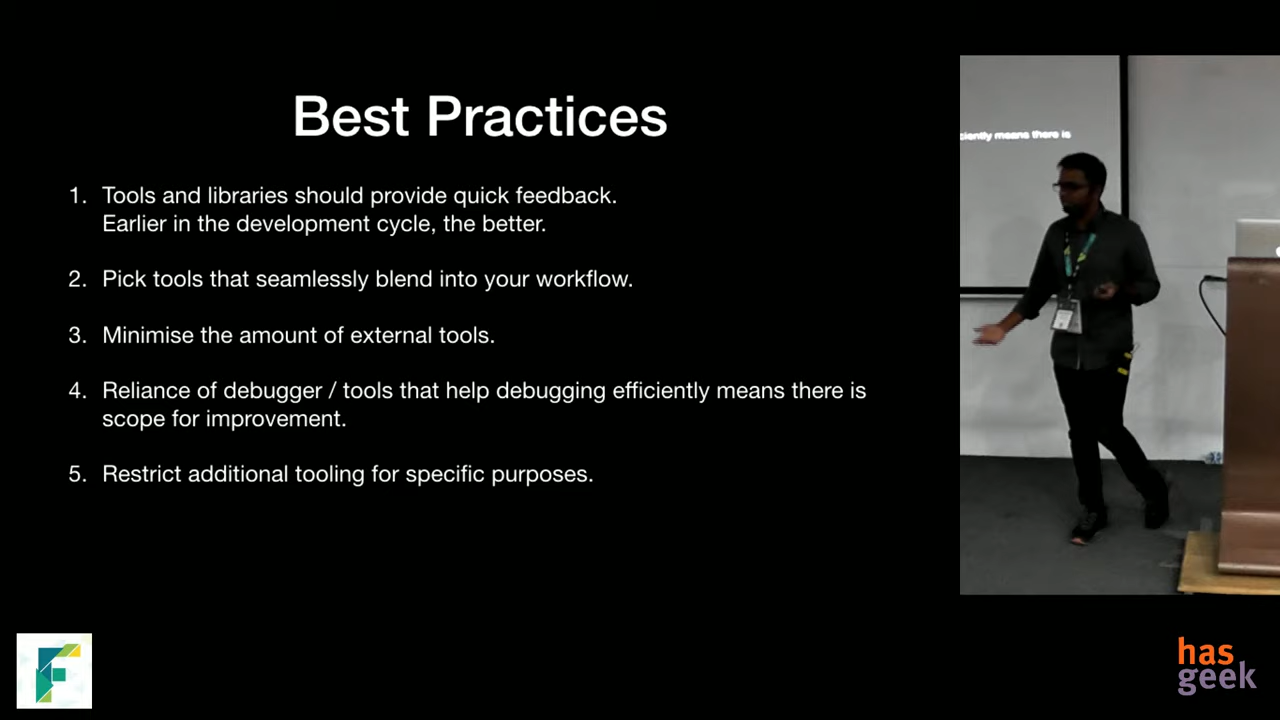 Best Practices
1. Tools and libraries should provide quick feedback.
Earlier in the development cycle, the better.
2. Pick tools that seamlessly blend into your workflow.
3. Minimise the amount of external tools.
4. Reliance of debugger / tools that help debugging efficiently means there is
scope for improvement.
5. Restrict additional tooling for specific purposes.
ciently means there is
F
has
geek